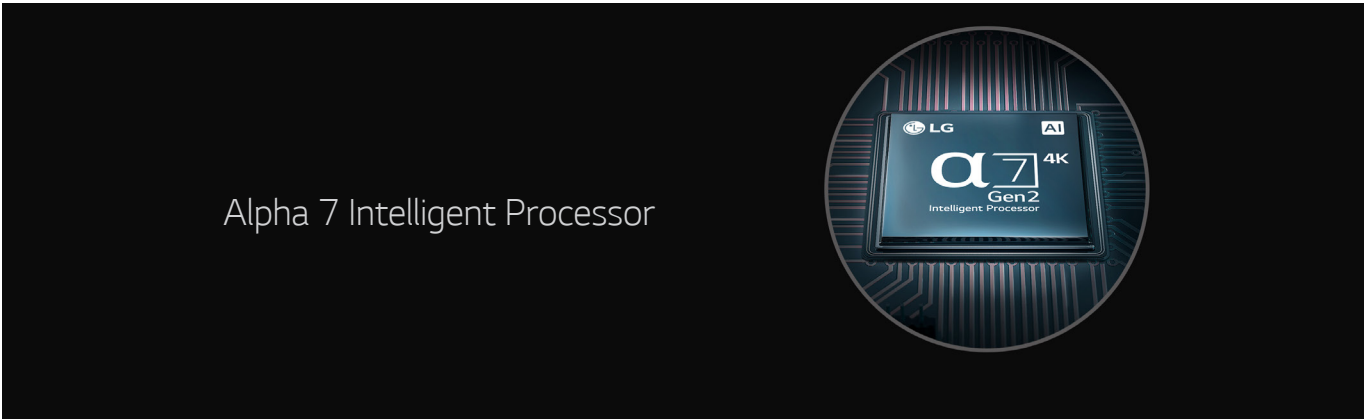 Alpha 7 Intelligent Processor
LG AI
α7 4K
Gen2
Intelligent Processor